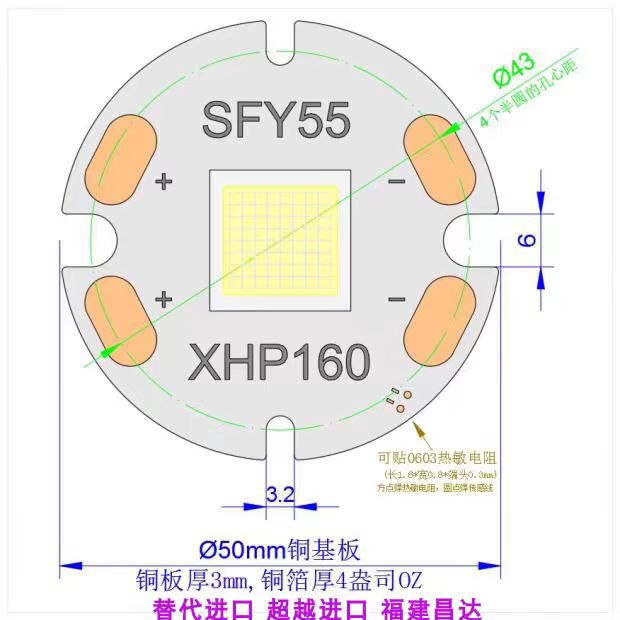 Ø43
4个半圆的孔心距
SFY55
+
−
6
+
−
XHP160
可贴0603热敏电阻
(长1.6*宽0.8*端头0.3mm)
方点焊热敏电阻，圆点焊传感线
3.2
Ø50mm铜基板
铜板厚3mm,铜箔厚4盎司OZ
替代进口 超越进口 福建昌达